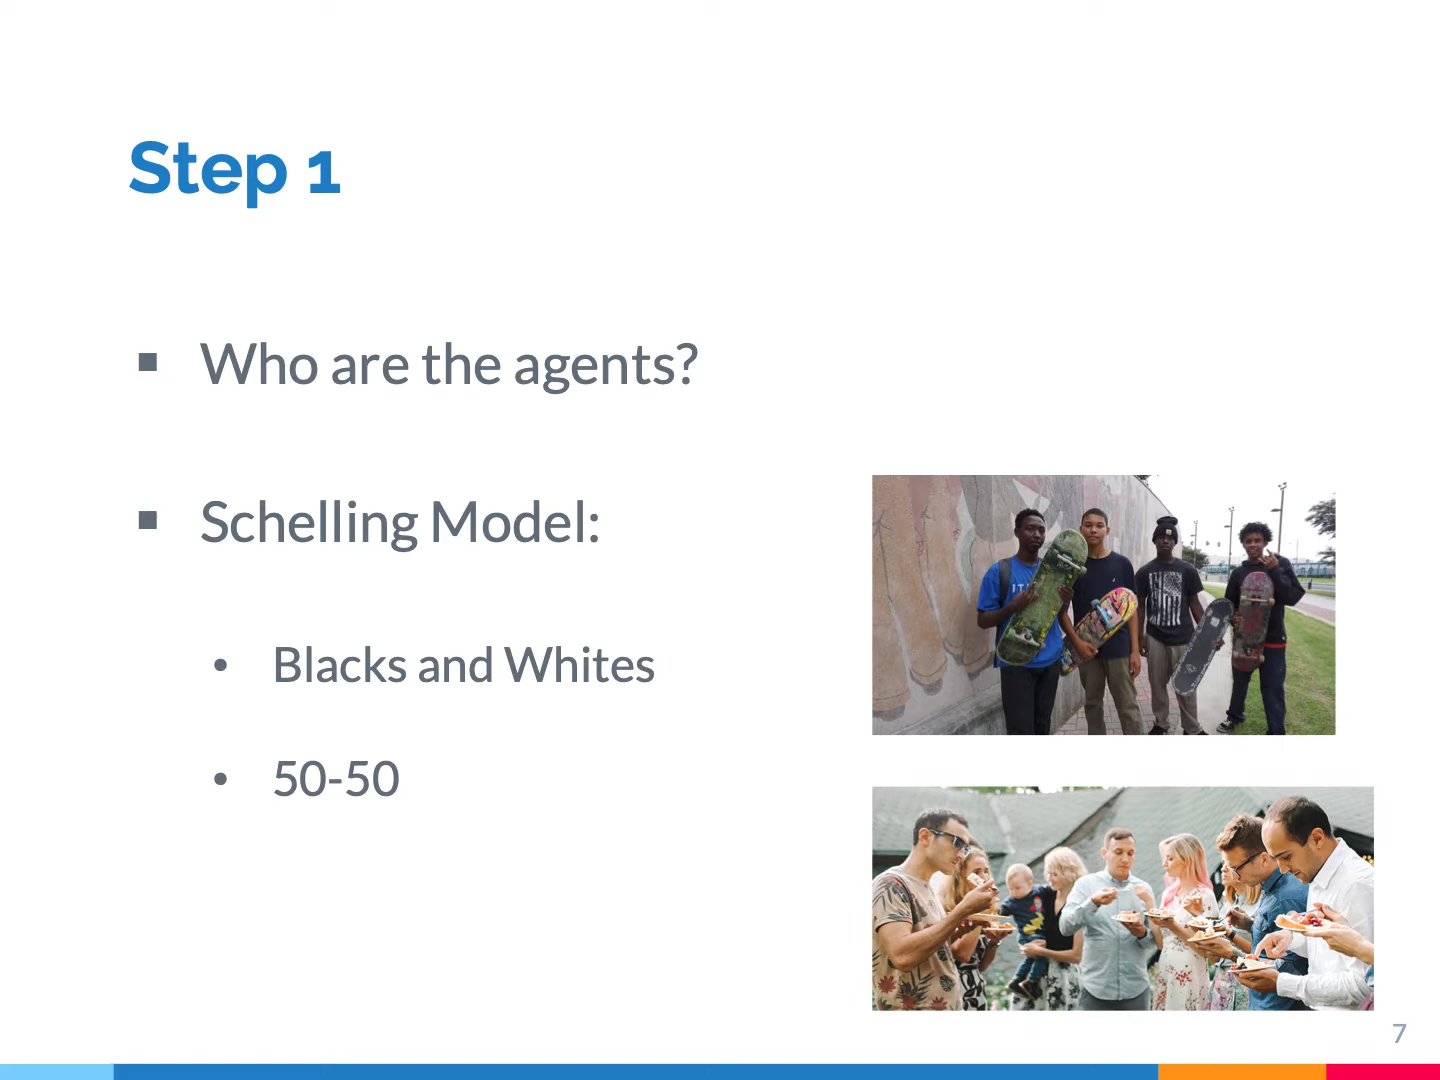 Step 1
Who are the agents?
Schelling Model:
Blacks and Whites
50-50
7